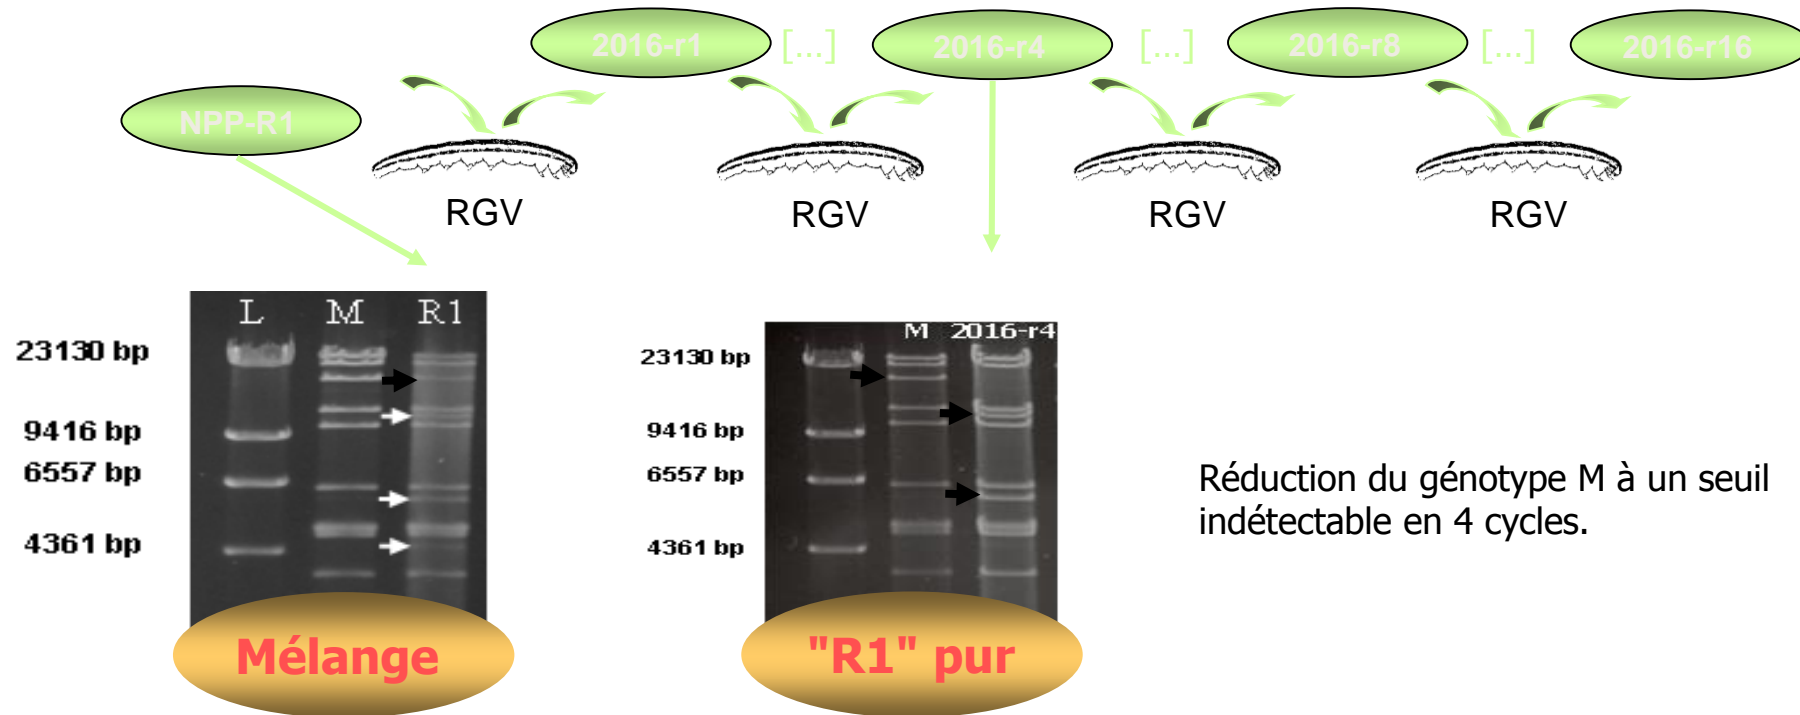 2016-r1 [...] 2016-r4 [...] 2016-r8 [...] 2016-r16
NPP-R1
RGV RGV RGV RGV
L M R1
23130 bp
9416 bp
6557 bp
4361 bp
Mélange
M 2016-r4
23130 bp
9416 bp
6557 bp
4361 bp
"R1" pur
Réduction du génotype M à un seuil
indétectable en 4 cycles.